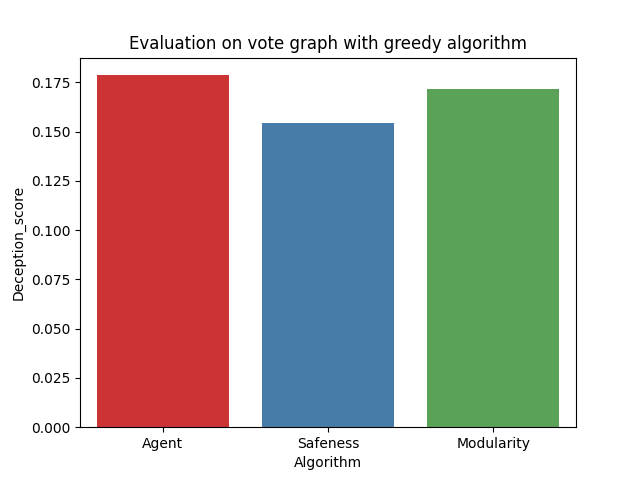 Evaluation on vote graph with greedy algorithm
Deception_score
0.175
0.150
0.125
0.100
0.075
0.050
0.025
0.000
Agent Safeness Modularity
Algorithm